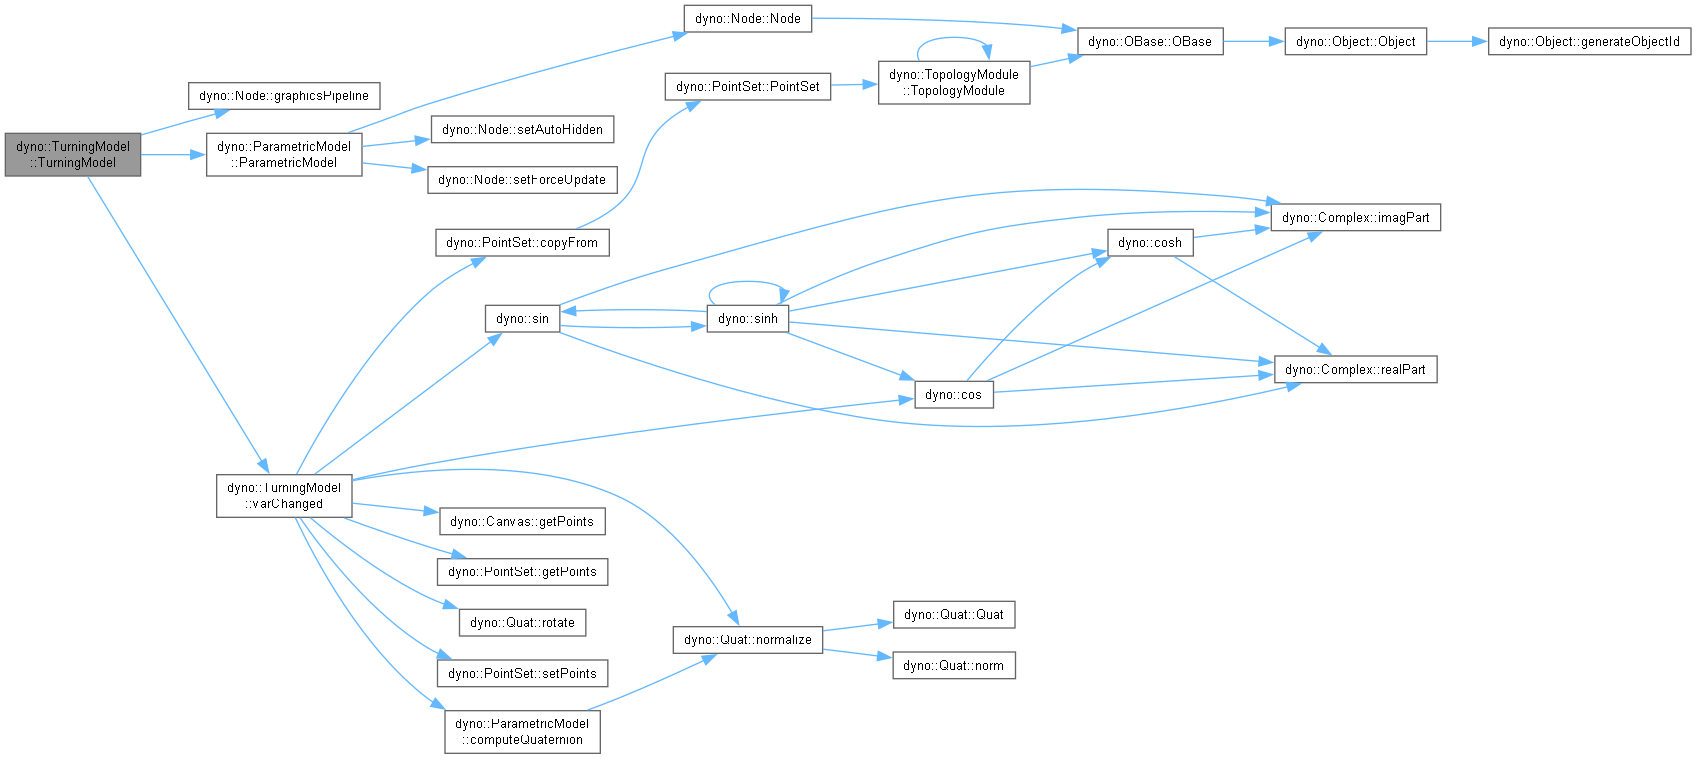 dyno::Node::Node
dyno::OBase::OBase
dyno::Object::Object
dyno::Object::generateObjectId
dyno::TopologyModule
::TopologyModule
dyno::PointSet::PointSet
dyno::Node::graphicsPipeline
dyno::Node::setAutoHidden
dyno::TurningModel
::TurningModel
dyno::ParametricModel
::ParametricModel
dyno::Node::setForceUpdate
dyno::Complex::imagPart
dyno::PointSet::copyFrom
dyno::cosh
dyno::sin
dyno::sinh
dyno::Complex::realPart
dyno::cos
dyno::TurningModel
::varChanged
dyno::Canvas::getPoints
dyno::PointSet::getPoints
dyno::Quat::rotate
dyno::Quat::Quat
dyno::Quat::normalize
dyno::Quat::norm
dyno::PointSet::setPoints
dyno::ParametricModel
::computeQuaternion